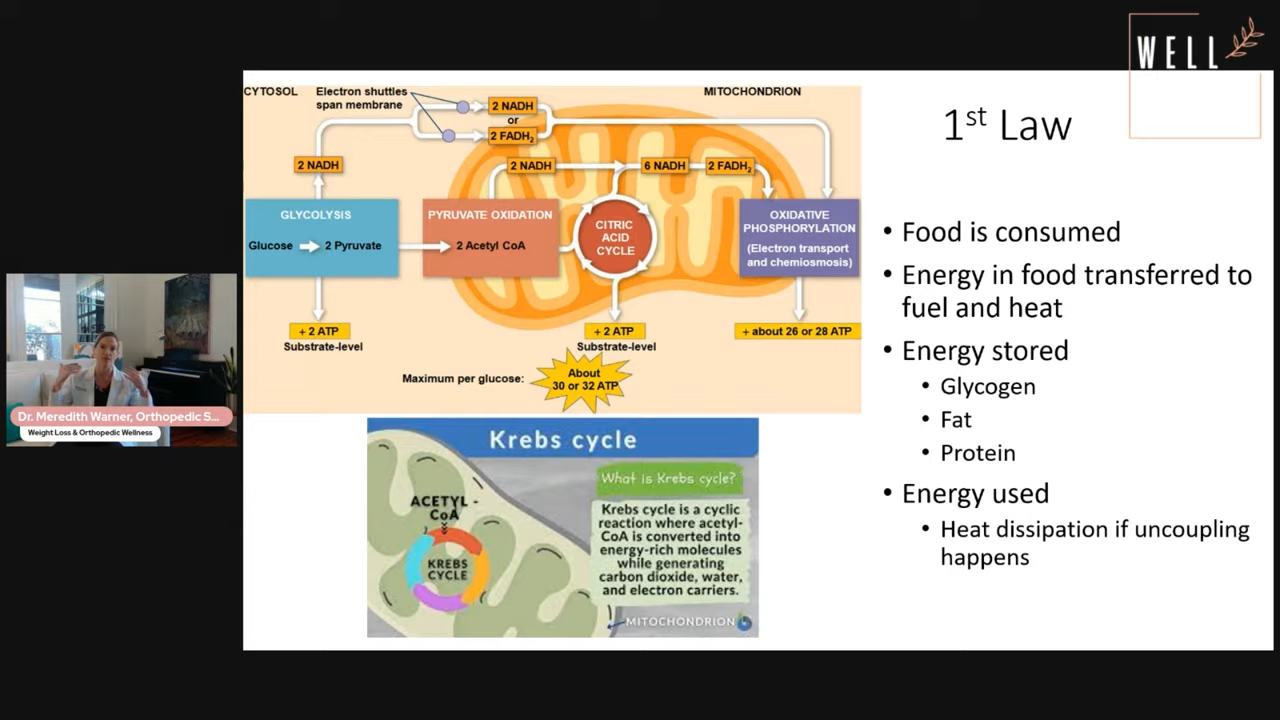 WELL
CYTOSOL
Electron shuttles
span membrane
MITOCHONDRION
2 NADH
or
2 FADH₂
2 NADH
2 NADH
6 NADH
2 FADH₂
GLYCOLYSIS
Glucose
2 Pyruvate
PYRUVATE OXIDATION
2 Acetyl CoA
CITRIC
ACID
CYCLE
OXIDATIVE
PHOSPHORYLATION
(Electron transport
and chemiosmosis)
+ 2 ATP
Substrate-level
+ 2 ATP
Substrate-level
+ about 26 or 28 ATP
Maximum per glucose:
About
30 or 32 ATP
Krebs cycle
ACETYL -
CoA
KREBS
CYCLE
What is Krebs cycle?
Krebs cycle is a cyclic
reaction where acetyl-
CoA is converted into
energy-rich molecules
while generating
carbon dioxide, water,
and electron carriers.
MITOCHONDRION
1st Law
• Food is consumed
• Energy in food transferred to
fuel and heat
• Energy stored
• Glycogen
• Fat
• Protein
• Energy used
• Heat dissipation if uncoupling
happens
Dr. Meredith Warner, Orthopedic S...
Weight Loss & Orthopedic Wellness